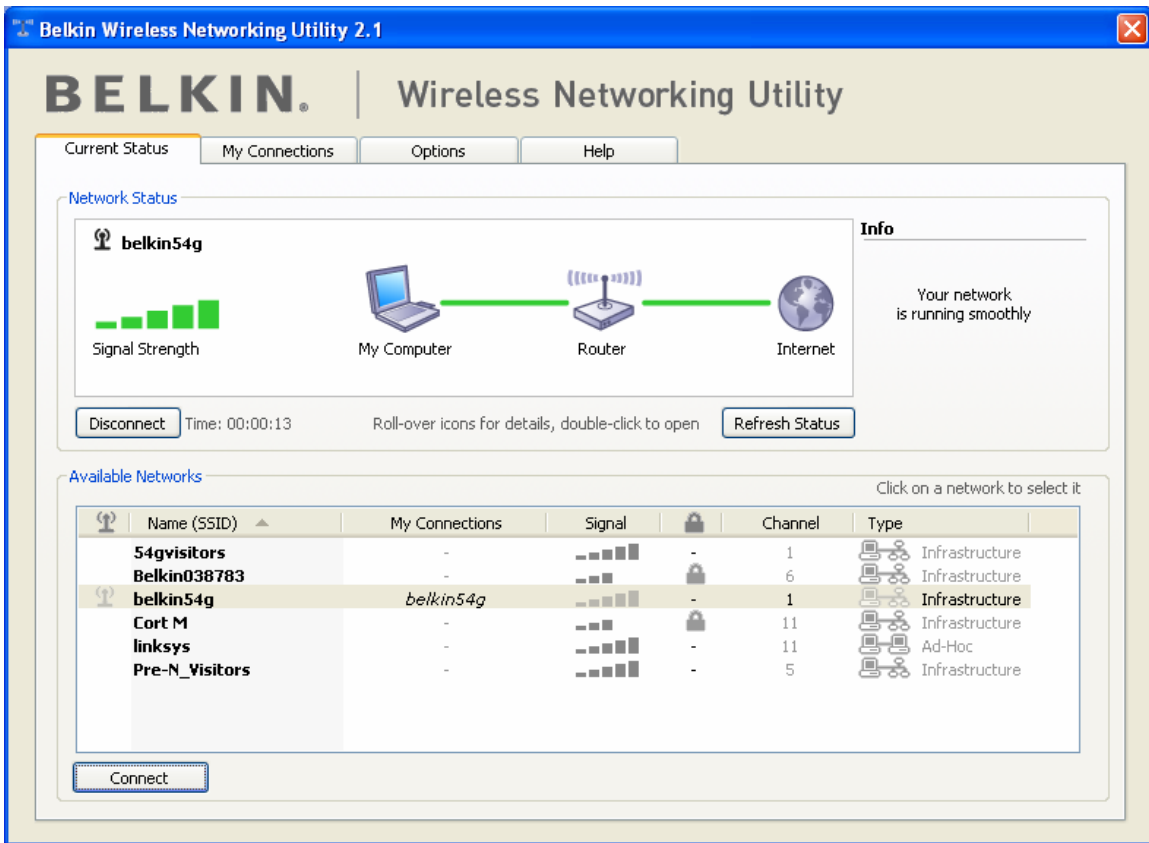 Belkin Wireless Networking Utility 2.1
BELKIN. | Wireless Networking Utility
Current Status My Connections Options Help
Network Status
belkin54g
Info
Your network
is running smoothly
Signal Strength My Computer Router Internet
Disconnect Time: 00:00:13 Roll-over icons for details, double-click to open Refresh Status
Available Networks
Click on a network to select it
Name (SSID) My Connections Signal Channel Type
54gvisitors - - 1 Infrastructure
Belkin038783 - 6 Infrastructure
belkin54g belkin54g - 1 Infrastructure
Cort M - 11 Infrastructure
linksys - - 11 Ad-Hoc
Pre-N_Visitors - - 5 Infrastructure
Connect